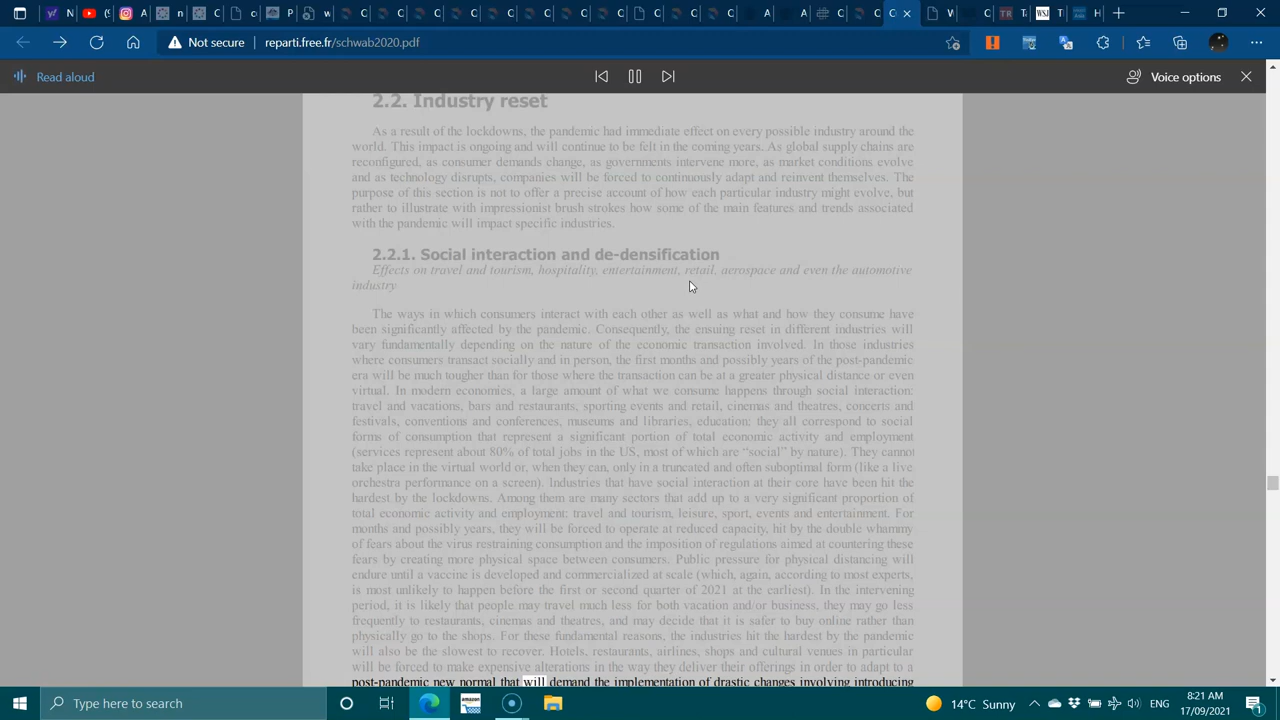 N
C
n
C
C
w
P
w
C
C
C
C
C
C
C
C
C
C
A
A
C
C
W
C
TR
T
WSJ
T
H
Not secure
reparti.free.fr/schwab2020.pdf
Read aloud
Voice options
2.2. Industry reset
As a result of the lockdowns, the pandemic had immediate effect on every possible industry around the
world. This impact is ongoing and will continue to be felt in the coming years. As global supply chains are
reconfigured, as consumer demands change, as governments intervene more, as market conditions evolve
and as technology disrupts, companies will be forced to continuously adapt and reinvent themselves. The
purpose of this section is not to offer a precise account of how each particular industry might evolve, but
rather to illustrate with impressionist brush strokes how some of the main features and trends associated
with the pandemic will impact specific industries.
2.2.1. Social interaction and de-densification
Effects on travel and tourism, hospitality, entertainment, retail, aerospace and even the automotive
industry
The ways in which consumers interact with each other as well as what and how they consume have
been significantly affected by the pandemic. Consequently, the ensuing reset in different industries will
vary fundamentally depending on the nature of the economic transaction involved. In those industries
where consumers transact socially and in person, the first months and possibly years of the post-pandemic
era will be much tougher than for those where the transaction can be at a greater physical distance or even
virtual. In modern economies, a large amount of what we consume happens through social interaction:
travel and vacations, bars and restaurants, sporting events and retail, cinemas and theatres, concerts and
festivals, conventions and conferences, museums and libraries, education: they all correspond to social
forms of consumption that represent a significant portion of total economic activity and employment
(services represent about 80% of total jobs in the US, most of which are “social” by nature). They cannot
take place in the virtual world or, when they can, only in a truncated and often suboptimal form (like a live
orchestra performance on a screen). Industries that have social interaction at their core have been hit the
hardest by the lockdowns. Among them are many sectors that add up to a very significant proportion of
total economic activity and employment: travel and tourism, leisure, sport, events and entertainment. For
months and possibly years, they will be forced to operate at reduced capacity, hit by the double whammy
of fears about the virus restraining consumption and the imposition of regulations aimed at countering these
fears by creating more physical space between consumers. Public pressure for physical distancing will
endure until a vaccine is developed and commercialized at scale (which, again, according to most experts,
is most unlikely to happen before the first or second quarter of 2021 at the earliest). In the intervening
period, it is likely that people may travel much less for both vacation and/or business, they may go less
frequently to restaurants, cinemas and theatres, and may decide that it is safer to buy online rather than
physically go to the shops. For these fundamental reasons, the industries hit the hardest by the pandemic
will also be the slowest to recover. Hotels, restaurants, airlines, shops and cultural venues in particular
will be forced to make expensive alterations in the way they deliver their offerings in order to adapt to a
post-pandemic new normal that will demand the implementation of drastic changes involving introducing
Type here to search
amazon
14°C Sunny
8:21 AM
17/09/2021
1